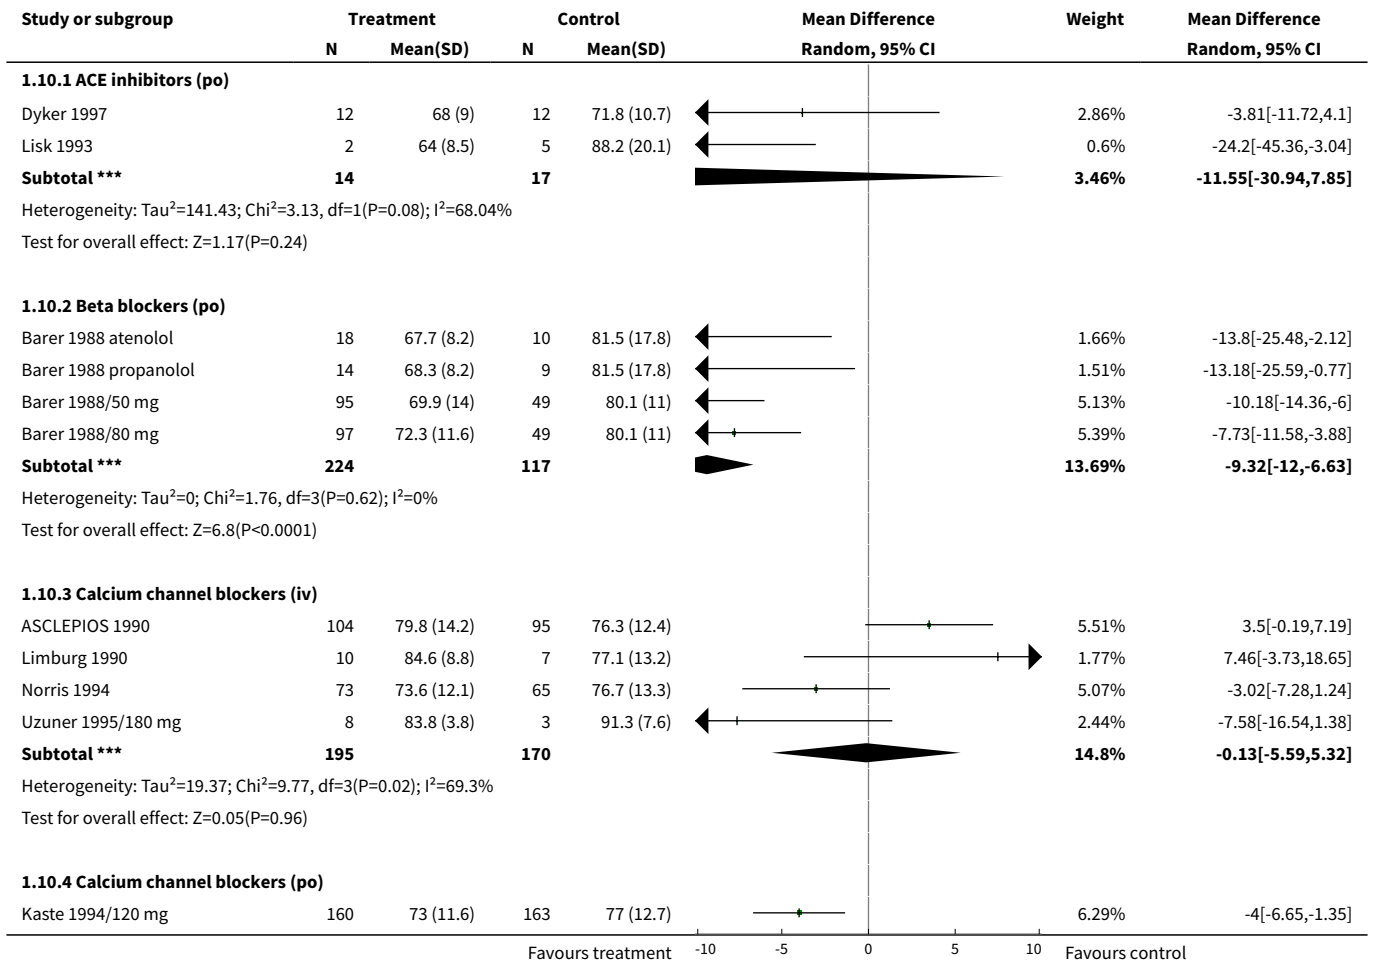 Study or subgroup Treatment Control Mean Difference Weight Mean Difference
N Mean(SD) N Mean(SD) Random, 95% CI Random, 95% CI
1.10.1 ACE inhibitors (po)
Dyker 1997 12 68 (9) 12 71.8 (10.7) 2.86% -3.81[-11.72,4.1]
Lisk 1993 2 64 (8.5) 5 88.2 (20.1) 0.6% -24.2[-45.36,-3.04]
Subtotal *** 14 17 3.46% -11.55[-30.94,7.85]
Heterogeneity: Tau²=141.43; Chi²=3.13, df=1(P=0.08); I²=68.04%
Test for overall effect: Z=1.17(P=0.24)
1.10.2 Beta blockers (po)
Barer 1988 atenolol 18 67.7 (8.2) 10 81.5 (17.8) 1.66% -13.8[-25.48,-2.12]
Barer 1988 propanolol 14 68.3 (8.2) 9 81.5 (17.8) 1.51% -13.18[-25.59,-0.77]
Barer 1988/50 mg 95 69.9 (14) 49 80.1 (11) 5.13% -10.18[-14.36,-6]
Barer 1988/80 mg 97 72.3 (11.6) 49 80.1 (11) 5.39% -7.73[-11.58,-3.88]
Subtotal *** 224 117 13.69% -9.32[-12,-6.63]
Heterogeneity: Tau²=0; Chi²=1.76, df=3(P=0.62); I²=0%
Test for overall effect: Z=6.8(P<0.0001)
1.10.3 Calcium channel blockers (iv)
ASCLEPIOS 1990 104 79.8 (14.2) 95 76.3 (12.4) 5.51% 3.5[-0.19,7.19]
Limburg 1990 10 84.6 (8.8) 7 77.1 (13.2) 1.77% 7.46[-3.73,18.65]
Norris 1994 73 73.6 (12.1) 65 76.7 (13.3) 5.07% -3.02[-7.28,1.24]
Uzuner 1995/180 mg 8 83.8 (3.8) 3 91.3 (7.6) 2.44% -7.58[-16.54,1.38]
Subtotal *** 195 170 14.8% -0.13[-5.59,5.32]
Heterogeneity: Tau²=19.37; Chi²=9.77, df=3(P=0.02); I²=69.3%
Test for overall effect: Z=0.05(P=0.96)
1.10.4 Calcium channel blockers (po)
Kaste 1994/120 mg 160 73 (11.6) 163 77 (12.7) 6.29% -4[-6.65,-1.35]
Favours treatment -10 -5 0 5 10 Favours control